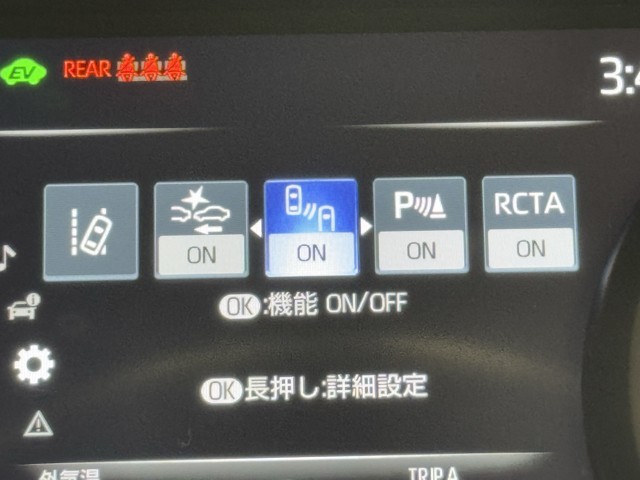 EV REAR 3:4
P RCTA
ON ON ON ON
OK:機能 ON/OFF
OK長押し:詳細設定
外気温 TRIP A